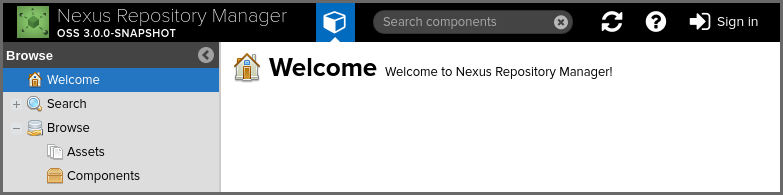 Nexus Repository Manager
OSS 3.0.0-SNAPSHOT
Search components
Sign in
Browse
Welcome
Search
Browse
Assets
Components
Welcome Welcome to Nexus Repository Manager!